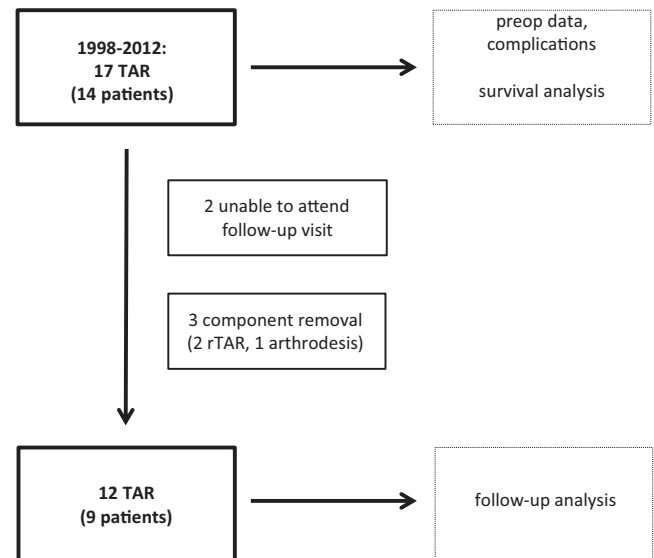 1998-2012:
17 TAR
(14 patients)
preop data,
complications
survival analysis
2 unable to attend
follow-up visit
3 component removal
(2 rTAR, 1 arthrodesis)
12 TAR
(9 patients)
follow-up analysis